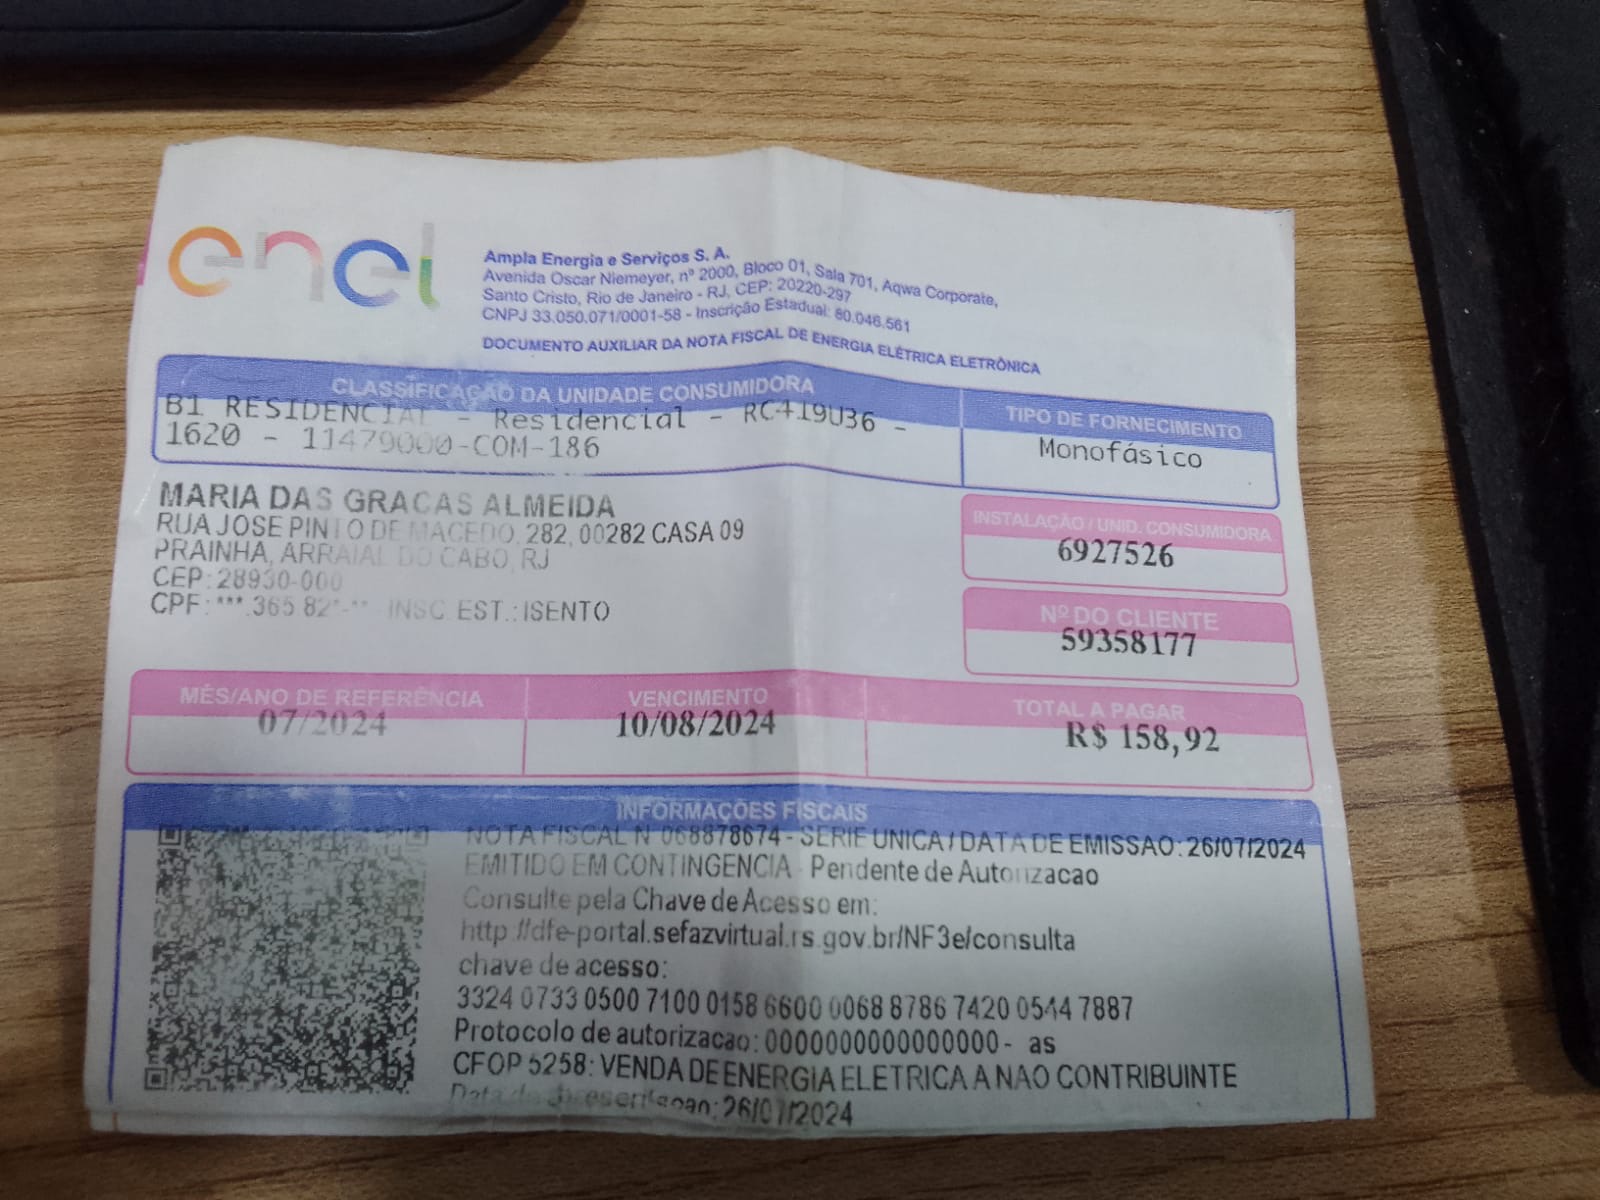 enel
Ampla Energia e Serviços S. A.
Avenida Oscar Niemeyer, nº 2000, Bloco 01, Sala 701, Aqwa Corporate,
Santo Cristo, Rio de Janeiro - RJ, CEP: 20220-297
CNPJ 33.050.071/0001-58 - Inscrição Estadual: 80.046.561
DOCUMENTO AUXILIAR DA NOTA FISCAL DE ENERGIA ELÉTRICA ELETRÔNICA
CLASSIFICAÇÃO DA UNIDADE CONSUMIDORA
B1 RESIDENCIAL - Residencial - RC419U36 -
1620 - 11479000-COM-186
TIPO DE FORNECIMENTO
Monofásico
MARIA DAS GRACAS ALMEIDA
RUA JOSE PINTO DE MACEDO, 282, 00282 CASA 09
PRAINHA, ARRAIAL DO CABO, RJ
CEP: 28930-000
CPF: ***.365.82*-** INSC. EST.: ISENTO
INSTALAÇÃO / UNID. CONSUMIDORA
6927526
Nº DO CLIENTE
59358177
MÊS/ANO DE REFERÊNCIA
07/2024
VENCIMENTO
10/08/2024
TOTAL A PAGAR
R$ 158,92
INFORMAÇÕES FISCAIS
NOTA FISCAL N 068878674 - SERIE UNICA / DATA DE EMISSAO: 26/07/2024
EMITIDO EM CONTINGENCIA - Pendente de Autorizacao
Consulte pela Chave de Acesso em:
http://dfe-portal.sefazvirtual.rs.gov.br/NF3e/consulta
chave de acesso:
3324 0733 0500 7100 0158 6600 0068 8786 7420 0544 7887
Protocolo de autorizacao: 0000000000000000 - as
CFOP 5258: VENDA DE ENERGIA ELETRICA A NAO CONTRIBUINTE
Data de 26/07/2024